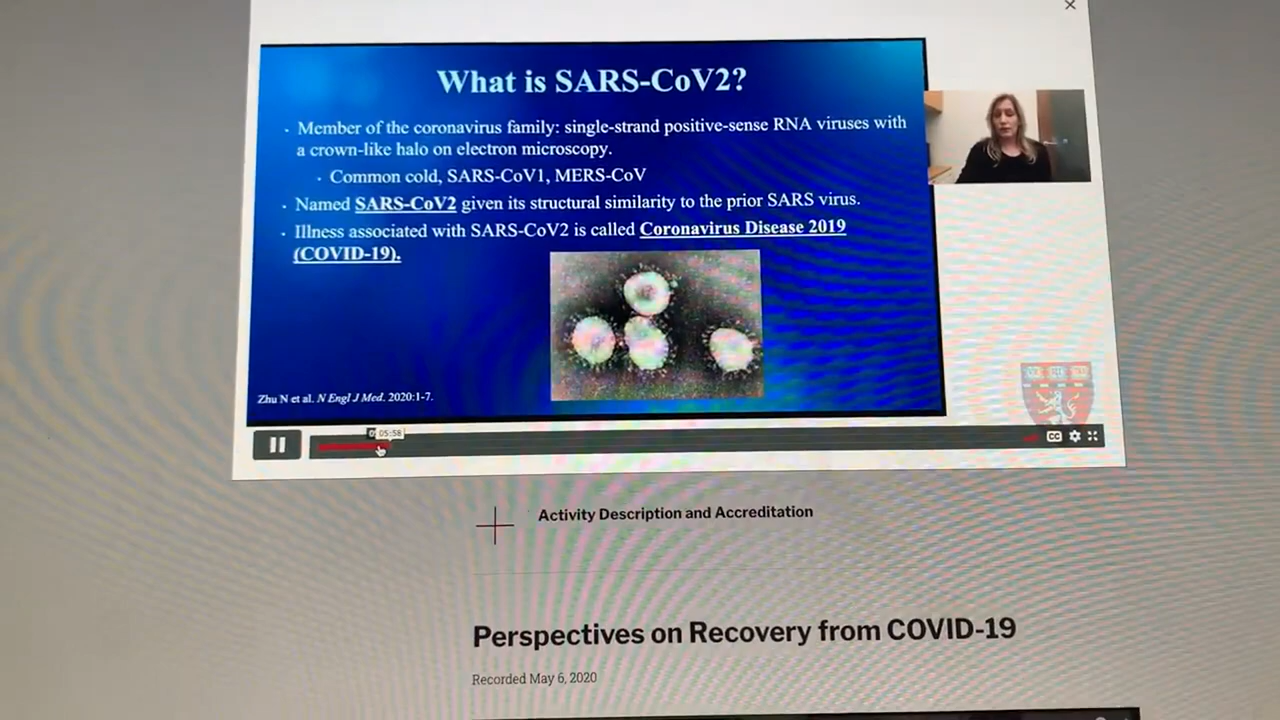 What is SARS-CoV2?
· Member of the coronavirus family: single-strand positive-sense RNA viruses with
a crown-like halo on electron microscopy.
· Common cold, SARS-CoV1, MERS-CoV
· Named SARS-CoV2 given its structural similarity to the prior SARS virus.
· Illness associated with SARS-CoV2 is called Coronavirus Disease 2019
(COVID-19).
Zhu N et al. N Engl J Med. 2020:1-7.
05:58
CC
Activity Description and Accreditation
Perspectives on Recovery from COVID-19
Recorded May 6, 2020